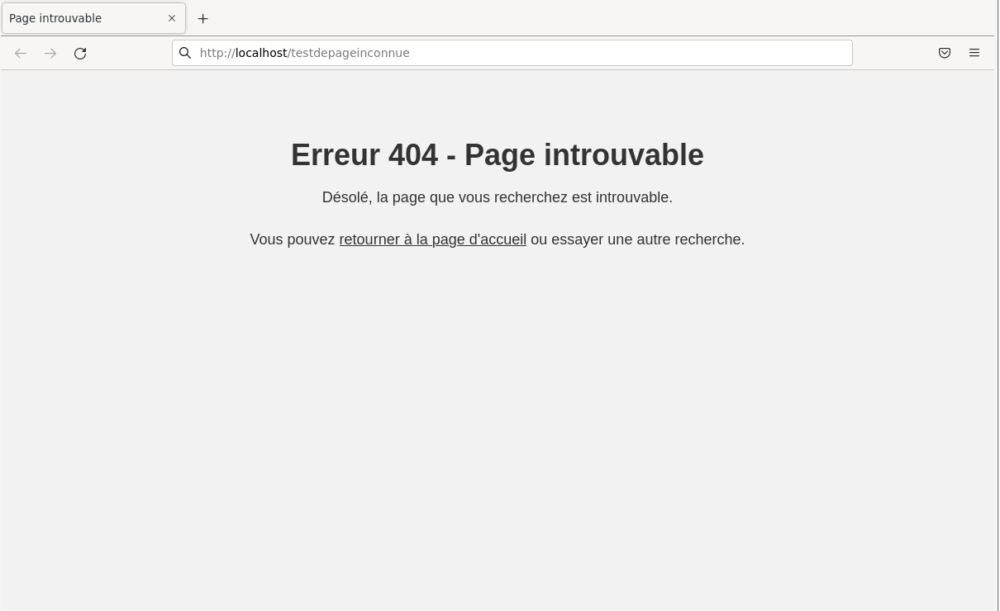 Page introuvable
http://localhost/testdepageinconnue
Erreur 404 - Page introuvable
Désolé, la page que vous recherchez est introuvable.
Vous pouvez retourner à la page d'accueil ou essayer une autre recherche.